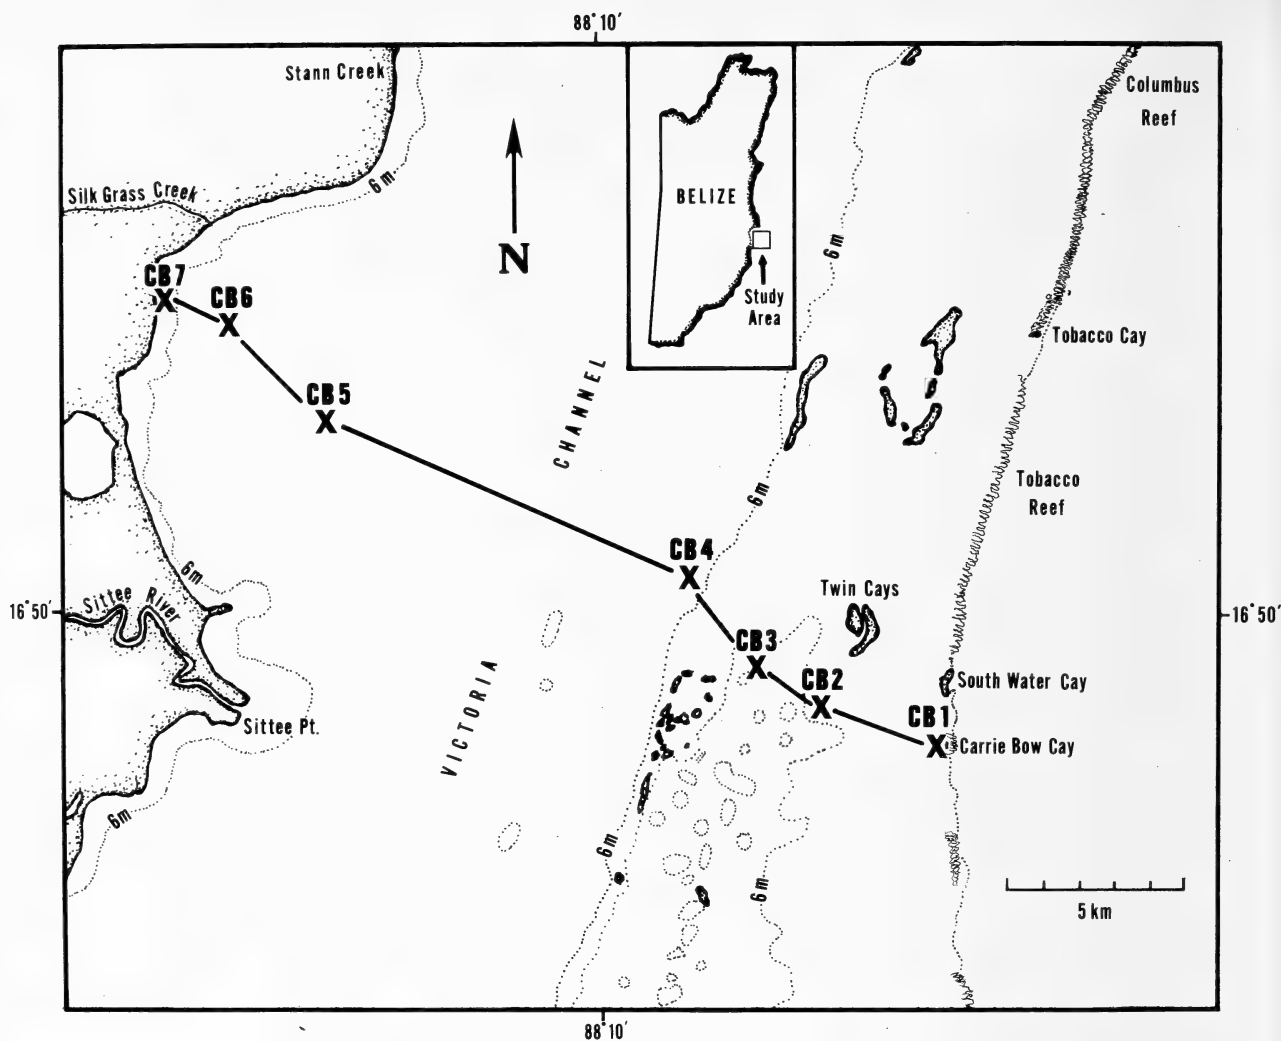 88°10'
Stann Creek
Columbus
Reef
6m
Silk Grass Creek
BELIZE
N
6m
CB7
CB6
Study
Area
Tobacco Cay
CB5
CHANNEL
Tobacco
Reef
6m
CB4
6m
Twin Cays
Sittee River
16°50'
16°50'
CB3
South Water Cay
CB2
CB1
VICTORIA
Sittee Pt.
Carrie Bow Cay
6m
6m
6m
5 km
88°10'